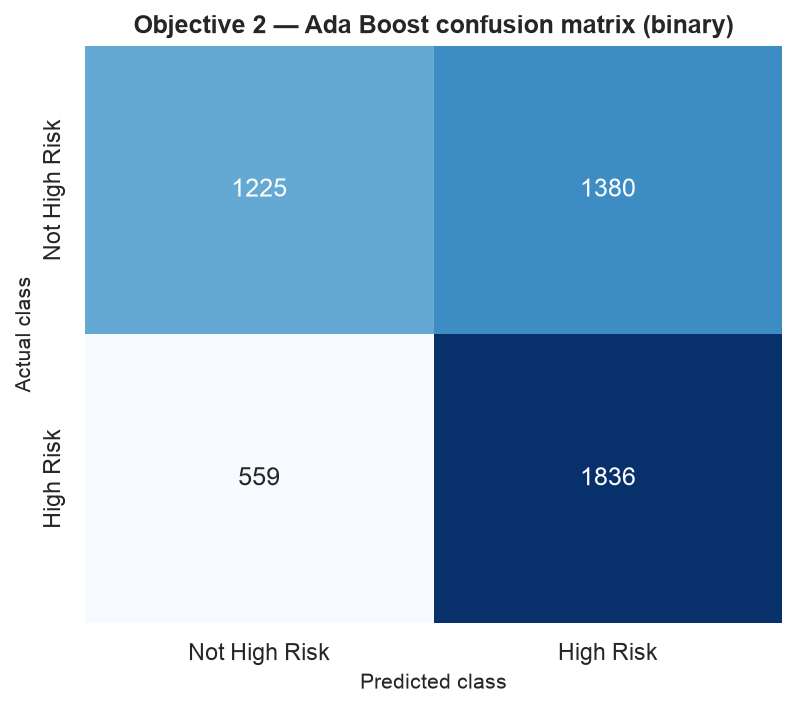 Objective 2 — Ada Boost confusion matrix (binary)
Not High Risk
1225
1380
Actual class
High Risk
559
1836
Not High Risk
High Risk
Predicted class